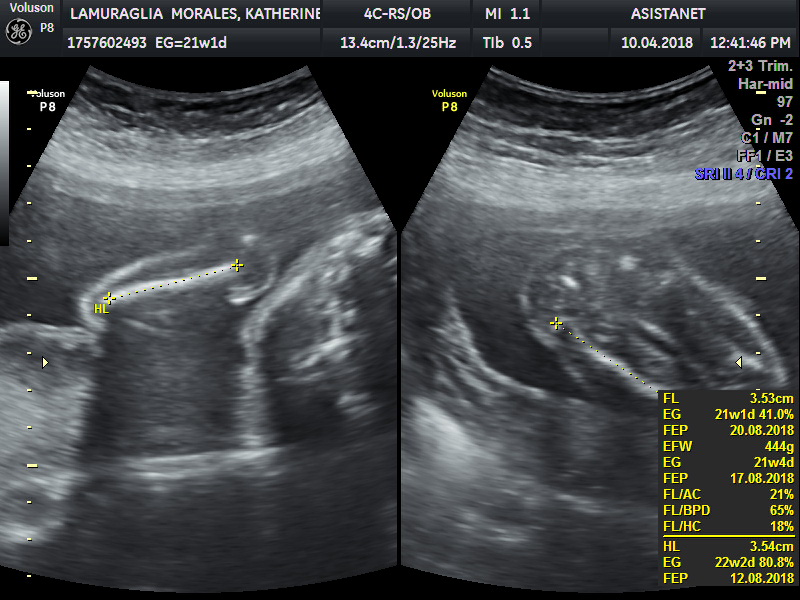 Voluson
P8
LAMURAGLIA MORALES, KATHERINE
4C-RS/OB
MI 1.1
ASISTANET
1757602493 EG=21w1d
13.4cm/1.3/25Hz
TIb 0.5
10.04.2018
12:41:46 PM
2+3 Trim.
Har-mid
97
Gn -2
C1 / M7
FF1 / E3
SRI II 4 / CRI 2
Voluson
P8
Voluson
P8
HL
FL 3.53cm
EG 21w1d 41.0%
FEP 20.08.2018
EFW 444g
EG 21w4d
FEP 17.08.2018
FL/AC 21%
FL/BPD 65%
FL/HC 18%
HL 3.54cm
EG 22w2d 80.8%
FEP 12.08.2018